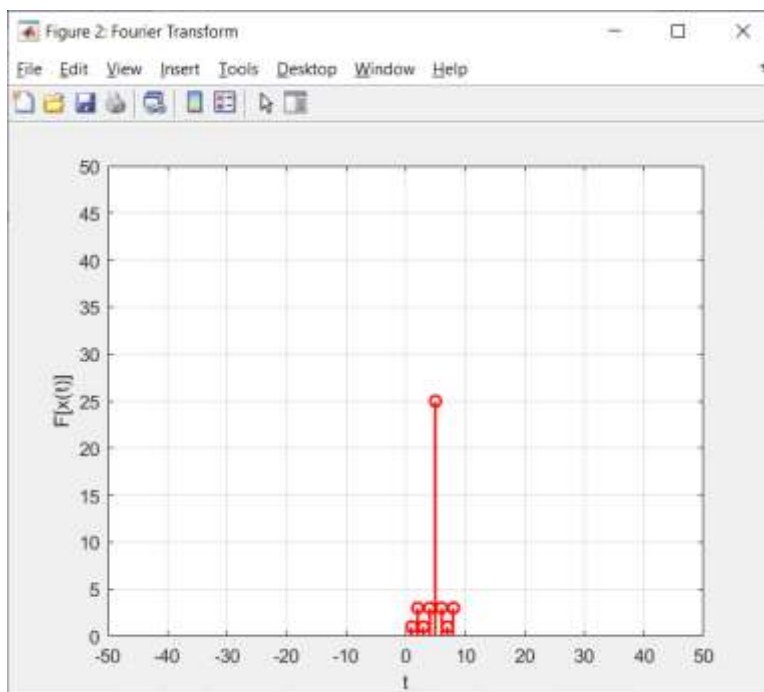 Figure 2: Fourier Transform
File Edit View Insert Tools Desktop Window Help
50
45
40
35
30
25
20
15
10
5
0
F[x(t)]
-50 -40 -30 -20 -10 0 10 20 30 40 50
t